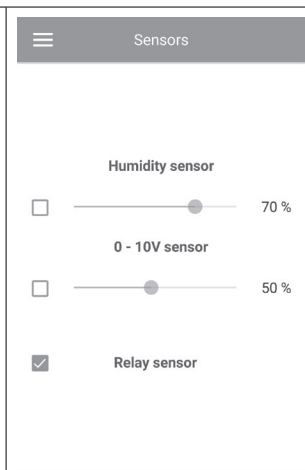 Sensors
Humidity sensor
70 %
0 - 10V sensor
50 %
Relay sensor